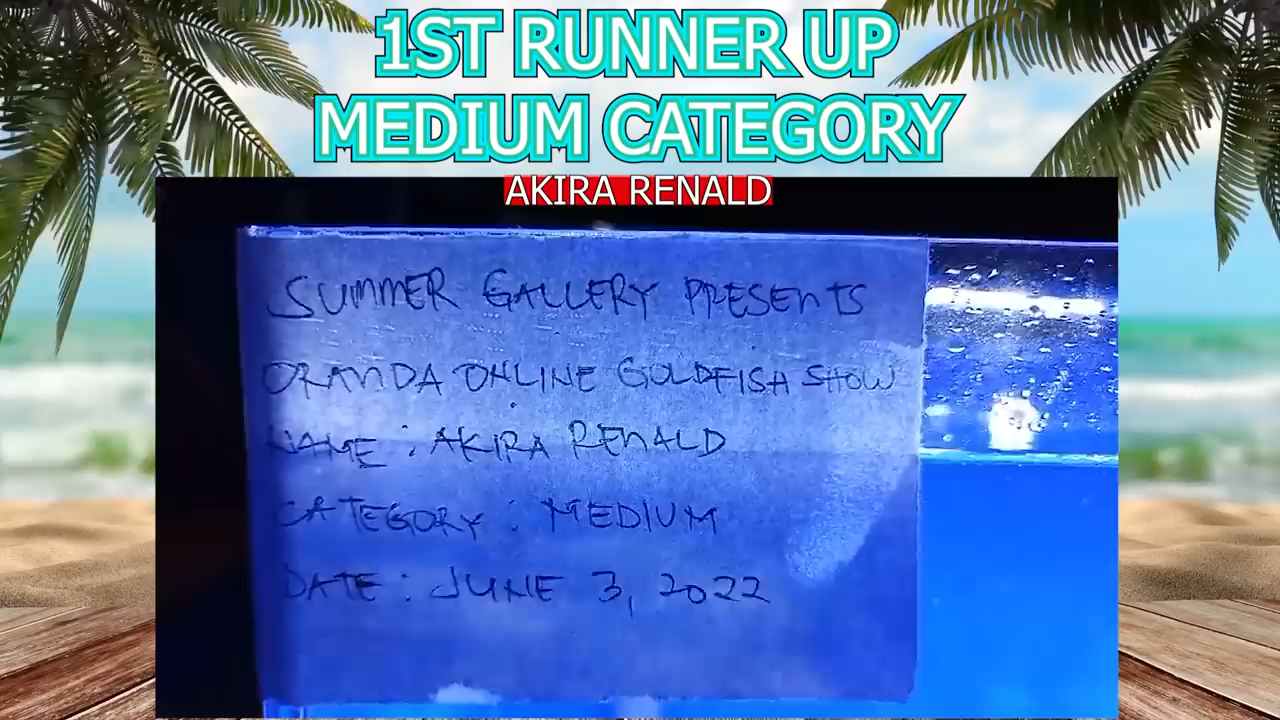 1ST RUNNER UP
MEDIUM CATEGORY
AKIRA RENALD
SUMMER GALLERY PRESENTS
ORANDA ONLINE GOLDFISH SHOW
NAME : AKIRA RENALD
CATEGORY : MEDIUM
DATE : JUNE 3, 2022